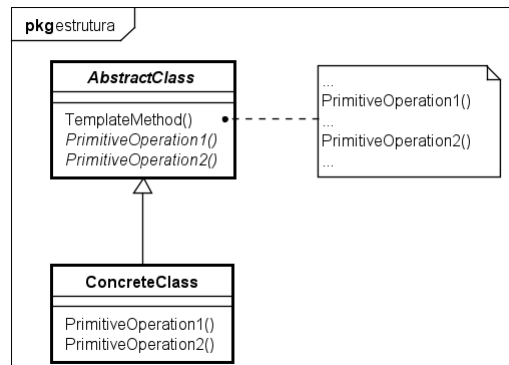 pkg estrutura
AbstractClass
TemplateMethod()
PrimitiveOperation1()
PrimitiveOperation2()
...
PrimitiveOperation1()
...
PrimitiveOperation2()
...
ConcreteClass
PrimitiveOperation1()
PrimitiveOperation2()